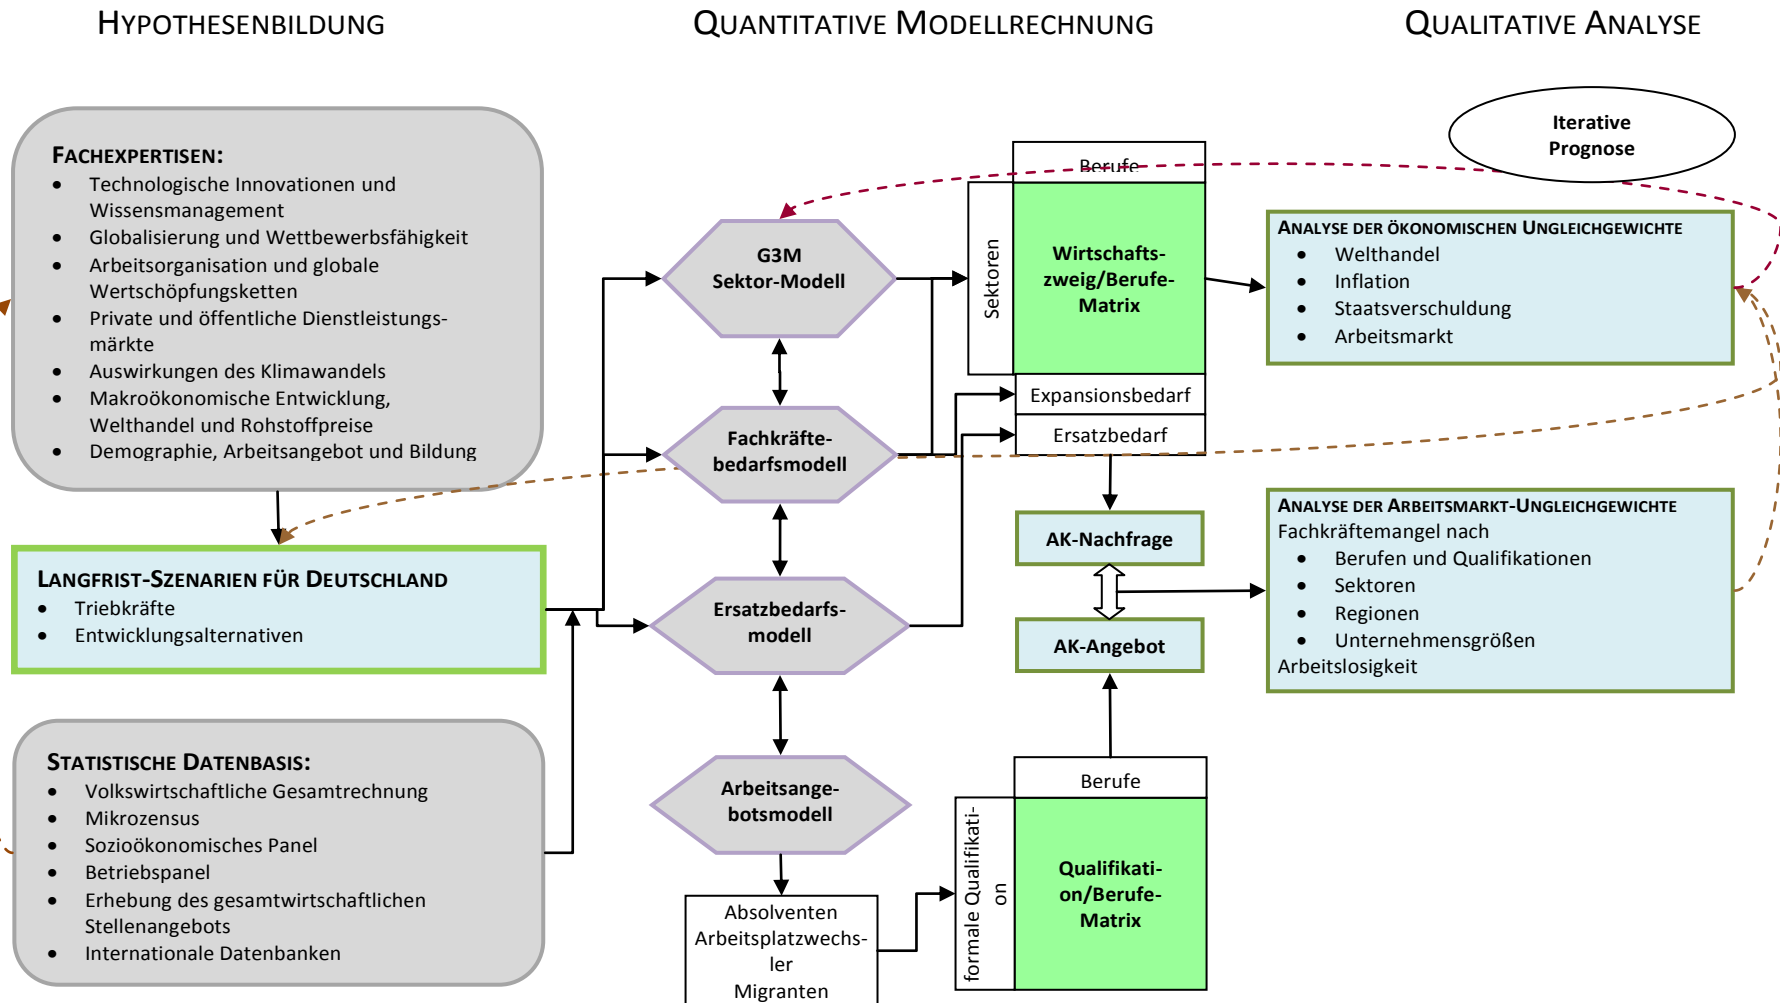 HYPOTHESENBILDUNG
QUANTITATIVE MODELLRECHNUNG
QUALITATIVE ANALYSE
FACHEXPERTISEN:
• Technologische Innovationen und
Wissensmanagement
• Globalisierung und Wettbewerbsfähigkeit
• Arbeitsorganisation und globale
Wertschöpfungsketten
• Private und öffentliche Dienstleistungs-
märkte
• Auswirkungen des Klimawandels
• Makroökonomische Entwicklung,
Welthandel und Rohstoffpreise
• Demographie, Arbeitsangebot und Bildung
LANGFRIST-SZENARIEN FÜR DEUTSCHLAND
• Triebkräfte
• Entwicklungsalternativen
STATISTISCHE DATENBASIS:
• Volkswirtschaftliche Gesamtrechnung
• Mikrozensus
• Sozioökonomisches Panel
• Betriebspanel
• Erhebung des gesamtwirtschaftlichen
Stellenangebots
• Internationale Datenbanken
G3M
Sektor-Modell
Fachkräfte-
bedarfsmodell
Ersatzbedarfs-
modell
Arbeitsange-
botsmodell
Absolventen
Arbeitsplatzwechs-
ler
Migranten
Berufe
Sektoren
Wirtschafts-
zweig/Berufe-
Matrix
Expansionsbedarf
Ersatzbedarf
AK-Nachfrage
AK-Angebot
Berufe
formale Qualifikati-
on
Qualifikati-
on/Berufe-
Matrix
Iterative
Prognose
ANALYSE DER ÖKONOMISCHEN UNGLEICHGEWICHTE
• Welthandel
• Inflation
• Staatsverschuldung
• Arbeitsmarkt
ANALYSE DER ARBEITSMARKT-UNGLEICHGEWICHTE
Fachkräftemangel nach
• Berufen und Qualifikationen
• Sektoren
• Regionen
• Unternehmensgrößen
Arbeitslosigkeit